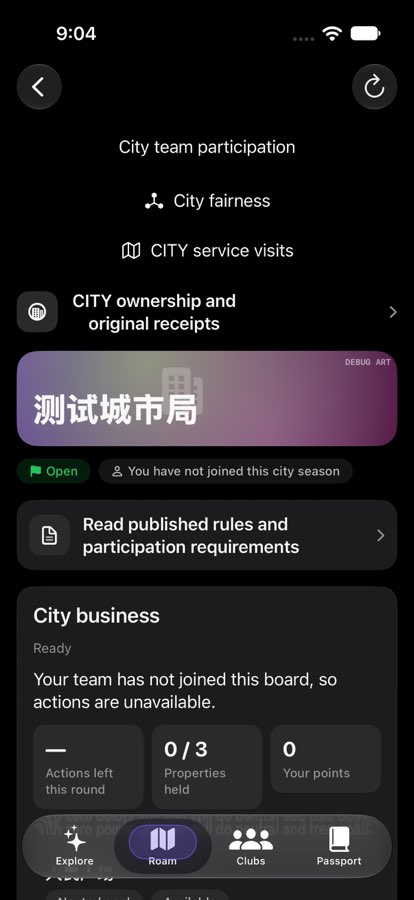 9:04
City team participation
City fairness
CITY service visits
CITY ownership and
original receipts
DEBUG ART
测试城市局
Open
You have not joined this city season
Read published rules and
participation requirements
City business
Ready
Your team has not joined this board, so
actions are unavailable.
—
Actions left
this round
0 / 3
Properties
held
0
Your points
Explore
Roam
Clubs
Passport